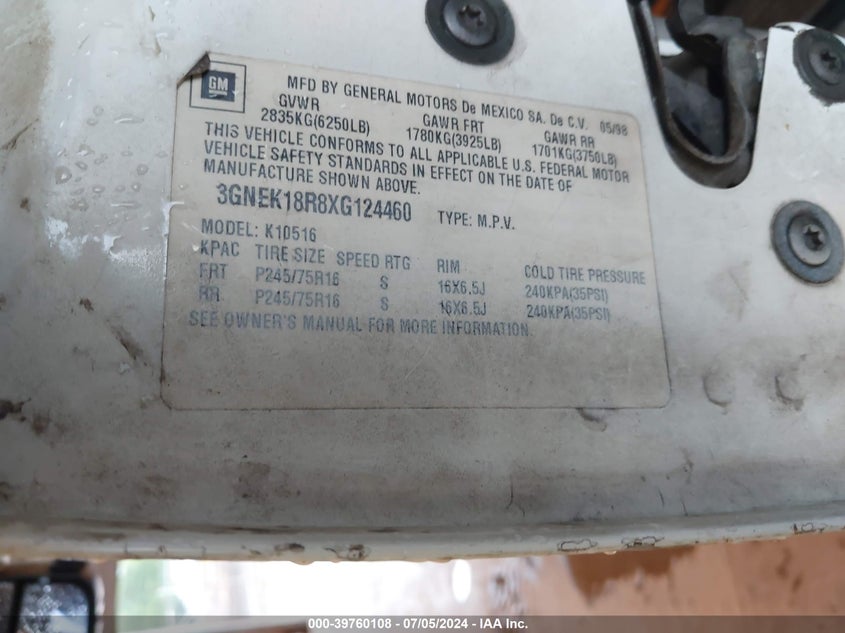 GM
MFD BY GENERAL MOTORS De MEXICO SA. De C.V. 05/98
GVWR GAWR FRT GAWR RR
2835KG(6250LB) 1780KG(3925LB) 1701KG(3750LB)
THIS VEHICLE CONFORMS TO ALL APPLICABLE U.S. FEDERAL MOTOR
VEHICLE SAFETY STANDARDS IN EFFECT ON THE DATE OF
MANUFACTURE SHOWN ABOVE.
3GNEK18R8XG124460 TYPE: M.P.V.
MODEL: K10516
KPAC TIRE SIZE SPEED RTG RIM COLD TIRE PRESSURE
FRT P245/75R16 S 16X6.5J 240KPA(35PSI)
RR P245/75R16 S 16X6.5J 240KPA(35PSI)
SEE OWNER'S MANUAL FOR MORE INFORMATION.
000-39760108 - 07/05/2024 - IAA Inc.